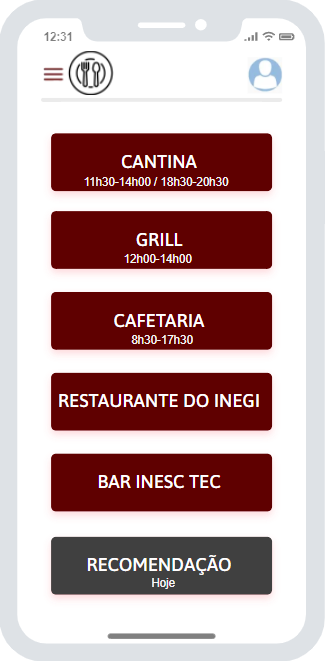 12:31
CANTINA
11h30-14h00 / 18h30-20h30
GRILL
12h00-14h00
CAFETARIA
8h30-17h30
RESTAURANTE DO INEGI
BAR INESC TEC
RECOMENDAÇÃO
Hoje